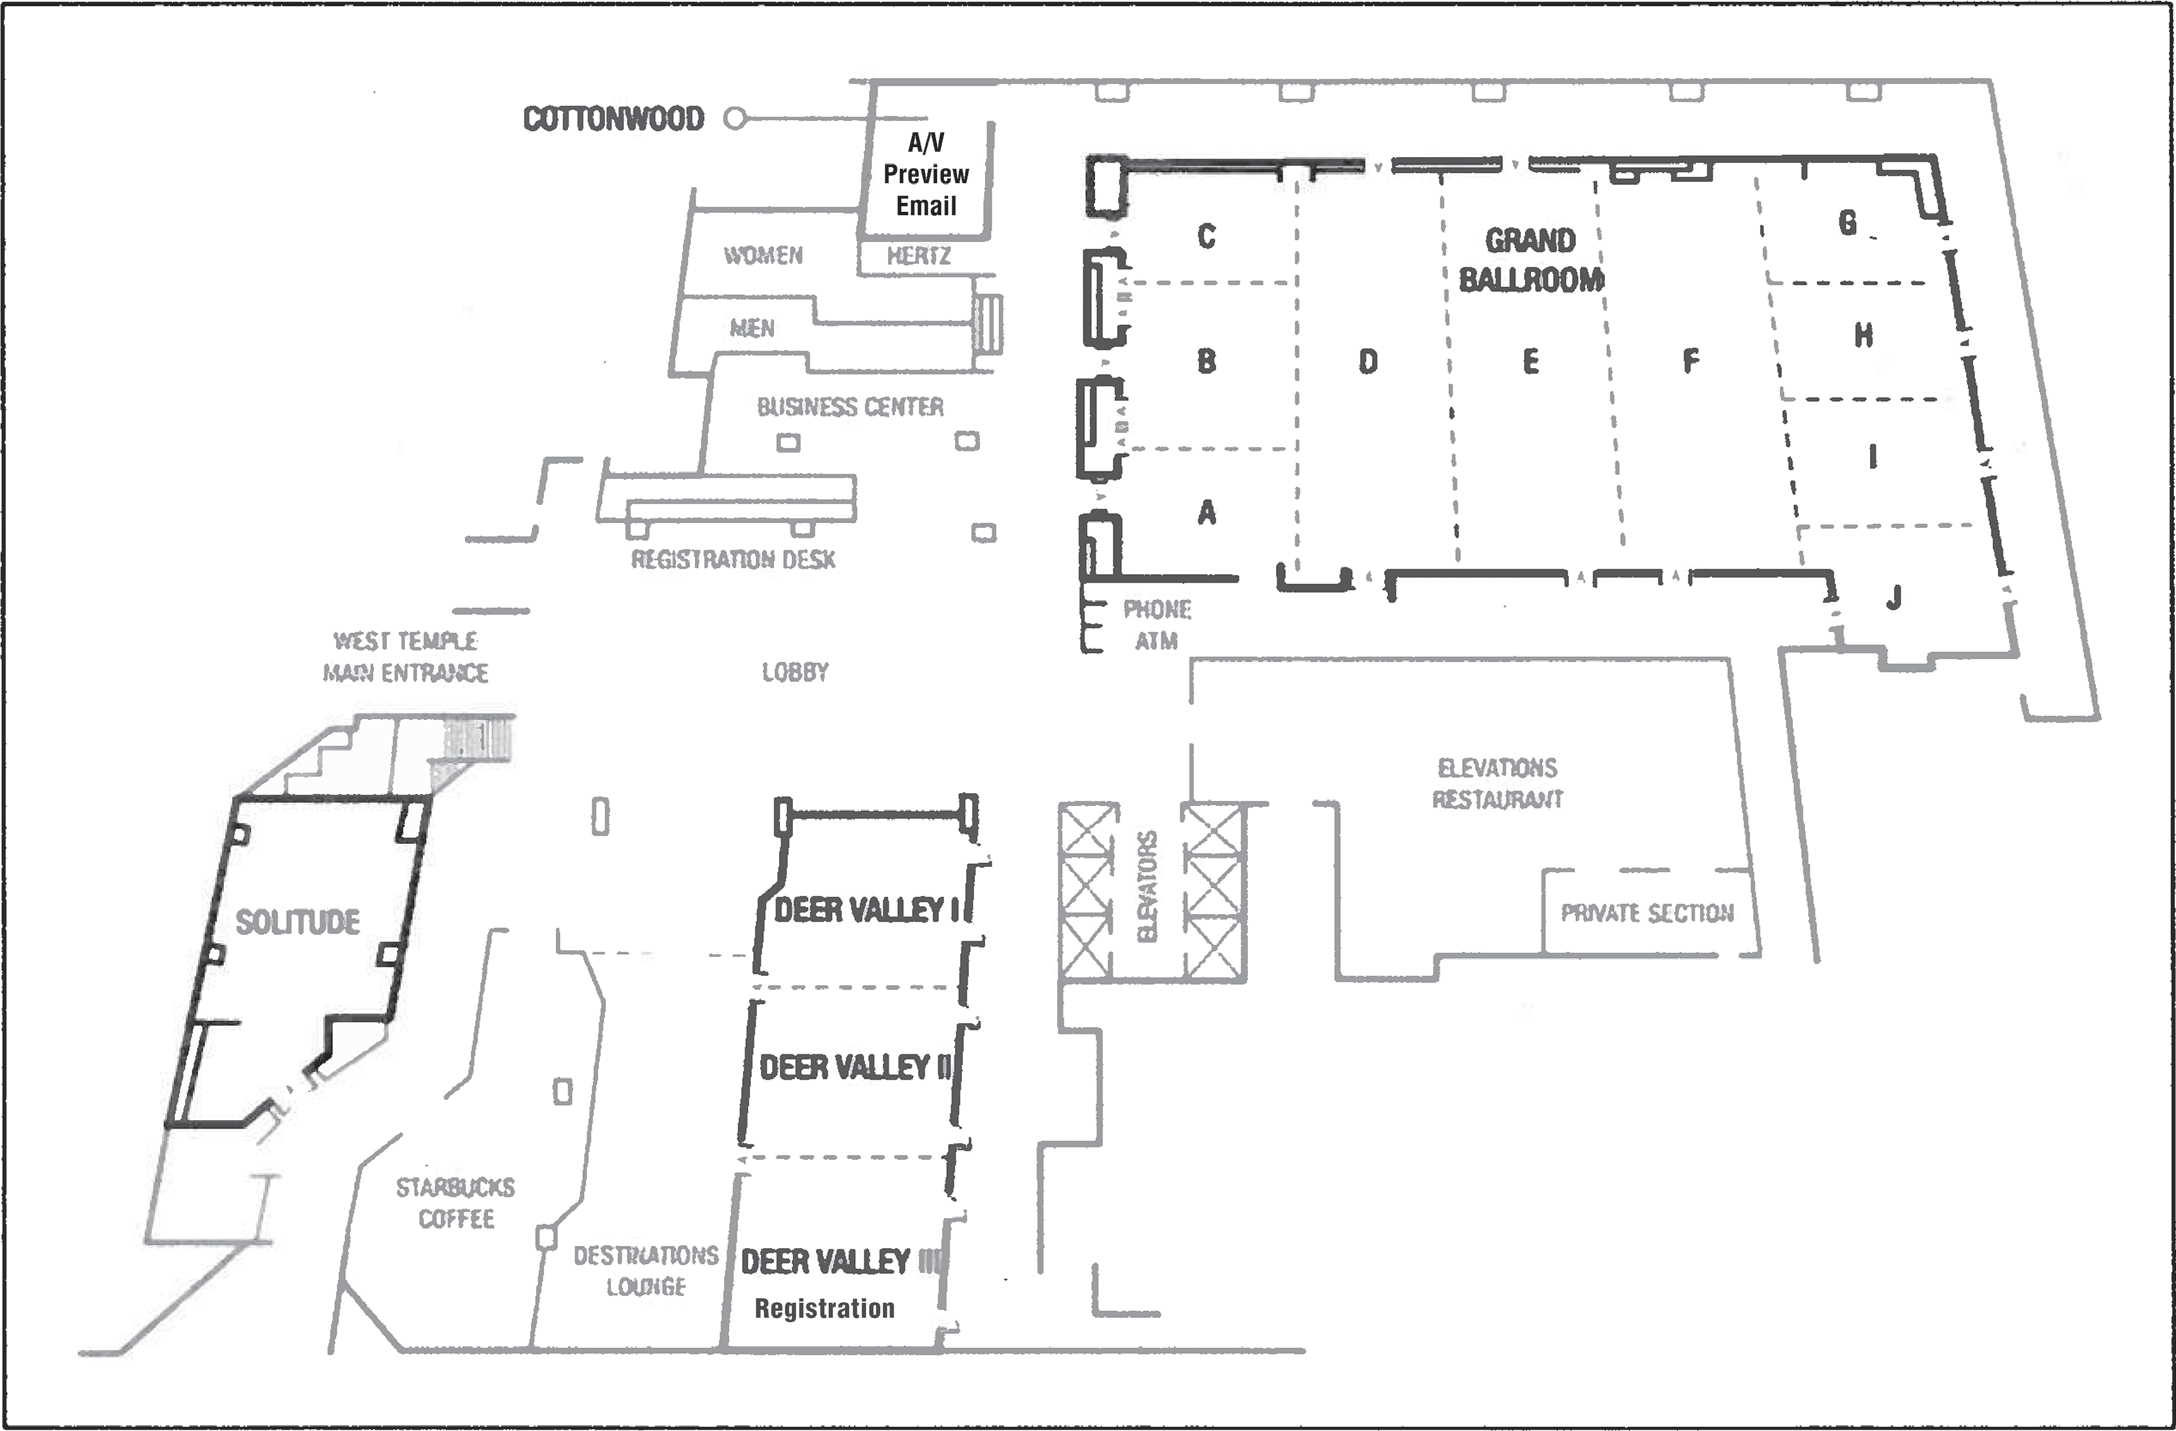 COTTONWOOD
A/V
Preview
Email
WOMEN
HERTZ
MEN
BUSINESS CENTER
REGISTRATION DESK
C
B
A
D
GRAND
BALLROOM
E
F
G
H
I
J
PHONE
ATM
WEST TEMPLE
MAIN ENTRANCE
LOBBY
ELEVATIONS
RESTAURANT
PRIVATE SECTION
ELEVATORS
SOLITUDE
DEER VALLEY I
DEER VALLEY II
DEER VALLEY III
Registration
STARBUCKS
COFFEE
DESTINATIONS
LOUNGE